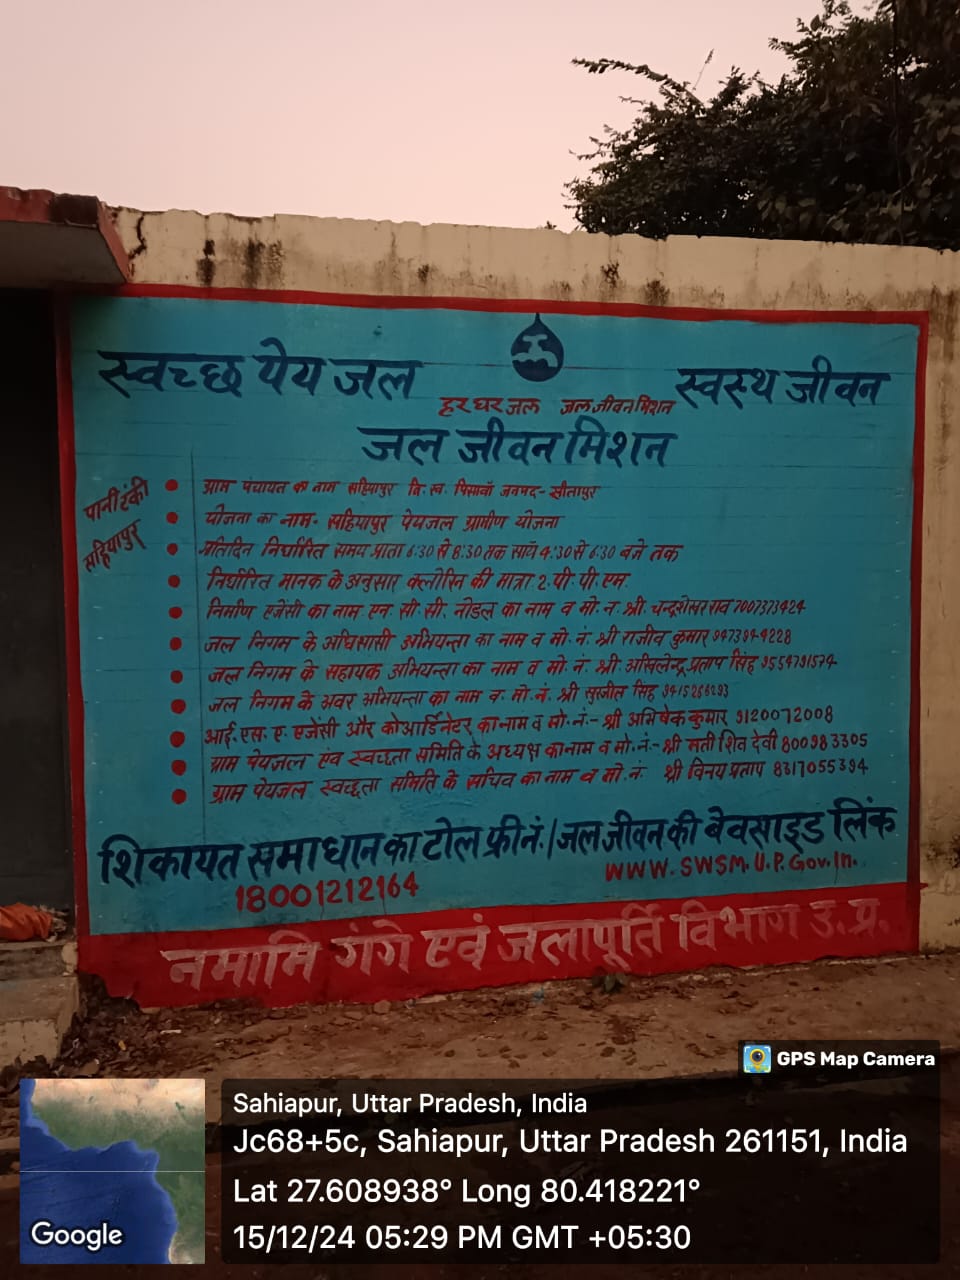 स्वच्छ पेय जल
स्वस्थ जीवन
हर घर जल जल जीवन मिशन
जल जीवन मिशन
पानी टंकी
सहियापुर
ग्राम पंचायत का नाम सहियापुर वि. ख. पिसावाँ जनपद- सीतापुर
योजना का नाम- सहियापुर पेयजल ग्रामीण योजना
प्रतिदिन निर्धारित समय प्राता 6:30 से 8:30 तक सायँ 4:30 से 6:30 बजे तक
निर्धारित मानक के अनुसार क्लोरिन की मात्रा 2 पी पी एम.
निर्माण एजेंसी का नाम एन. सी. सी. नोडल का नाम व मो. न. श्री. चन्द्रशेखर राव 7007373424
जल निगम के अधिशासी अभियन्ता का नाम व मो. नं. श्री राजीव कुमार
जल निगम के सहायक अभियन्ता का नाम व मो. नं. श्री. अखिलेन्द्र प्रताप सिंह 9554791574
जल निगम के अवर अभियन्ता का नाम व. मो. नं. श्री सुजील सिंह
आई. एस. ए. एजेंसी और कोआर्डिनेटर का नाम व मो. नं.- श्री अभिषेक कुमार 9120072008
ग्राम पेयजल एंव स्वच्छता समिति के अध्यक्ष का नाम व मो. नं.- श्री मती शिव देवी 800983305
ग्राम पेयजल स्वच्छता समिति के सचिव का नाम व मो. नं. श्री विनय प्रताप 8317055394
शिकायत समाधान का टोल फ्री नं./जल जीवन की बेवसाइड लिंक
18001212164
WWW.SWSM.U.P.Gov.In.
नमामि गंगे एवं जलापूर्ति विभाग उ.प्र.
GPS Map Camera
Sahiapur, Uttar Pradesh, India
Jc68+5c, Sahiapur, Uttar Pradesh 261151, India
Lat 27.608938° Long 80.418221°
15/12/24 05:29 PM GMT +05:30
Google